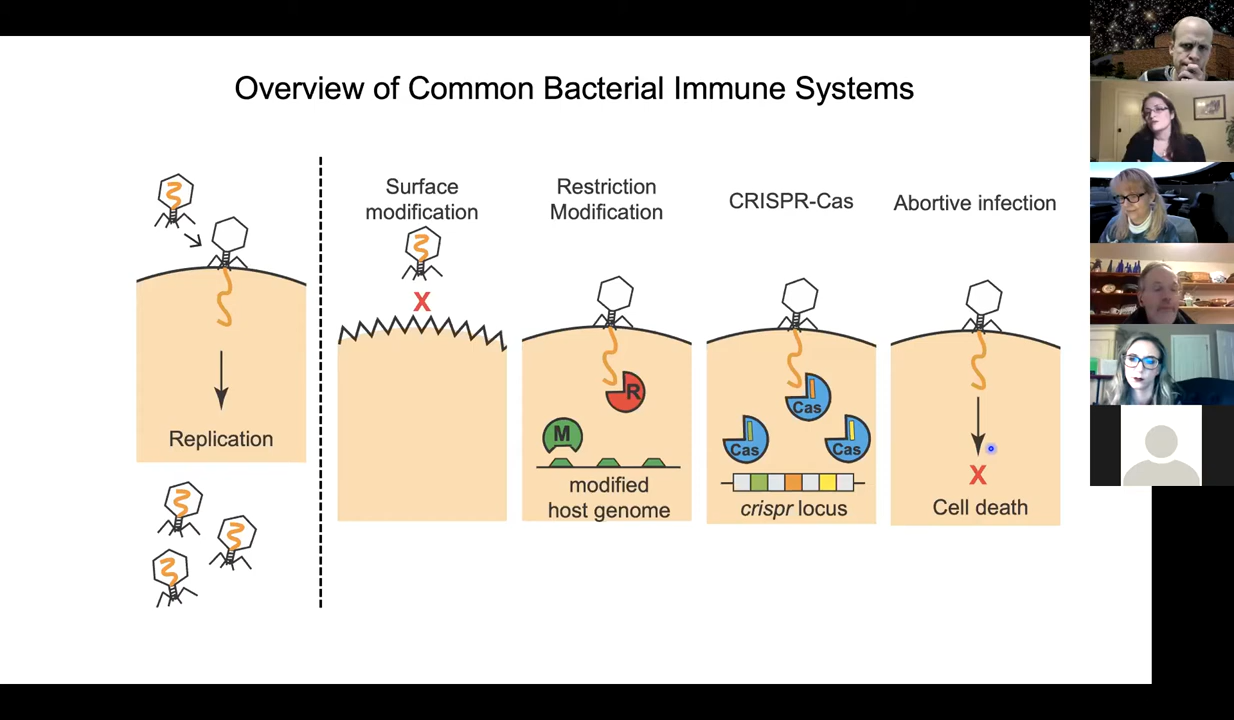 Overview of Common Bacterial Immune Systems
Replication
Surface
modification
X
Restriction
Modification
R
M
modified
host genome
CRISPR-Cas
Cas
Cas
Cas
crispr locus
Abortive infection
X
Cell death